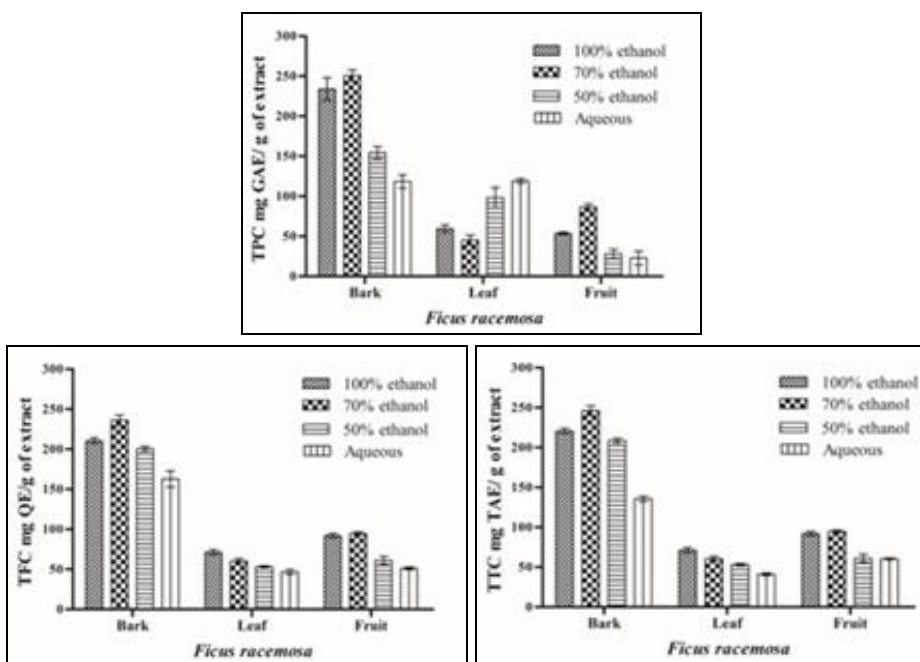 TPC mg GAE/ g of extract
300
250
200
150
100
50
0
100% ethanol
70% ethanol
50% ethanol
Aqueous
Bark Leaf Fruit
Ficus racemosa
TFC mg QE/g of extract
300
250
200
150
100
50
0
100% ethanol
70% ethanol
50% ethanol
Aqueous
Bark Leaf Fruit
Ficus racemosa
TTC mg TAE/ g of extract
300
250
200
150
100
50
0
100% ethanol
70% ethanol
50% ethanol
Aqueous
Bark Leaf Fruit
Ficus racemosa